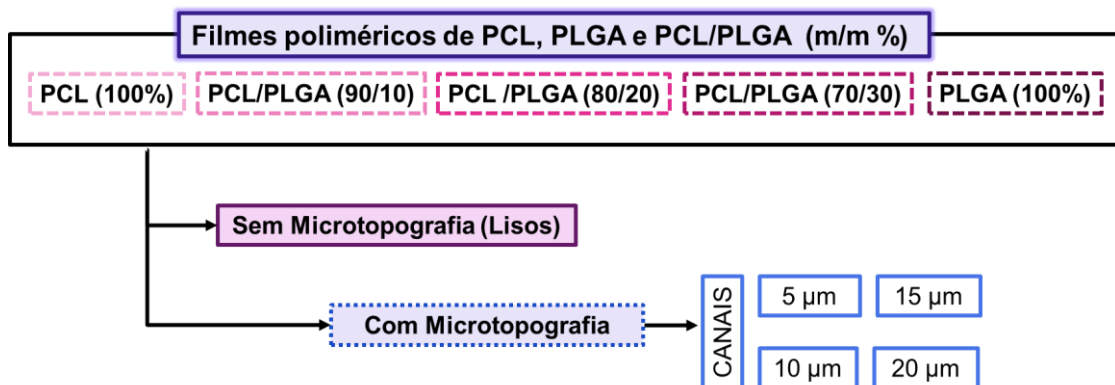 Filmes poliméricos de PCL, PLGA e PCL/PLGA (m/m %)
PCL (100%)
PCL/PLGA (90/10)
PCL /PLGA (80/20)
PCL/PLGA (70/30)
PLGA (100%)
Sem Microtopografia (Lisos)
Com Microtopografia
CANAIS
5 µm
15 µm
10 µm
20 µm